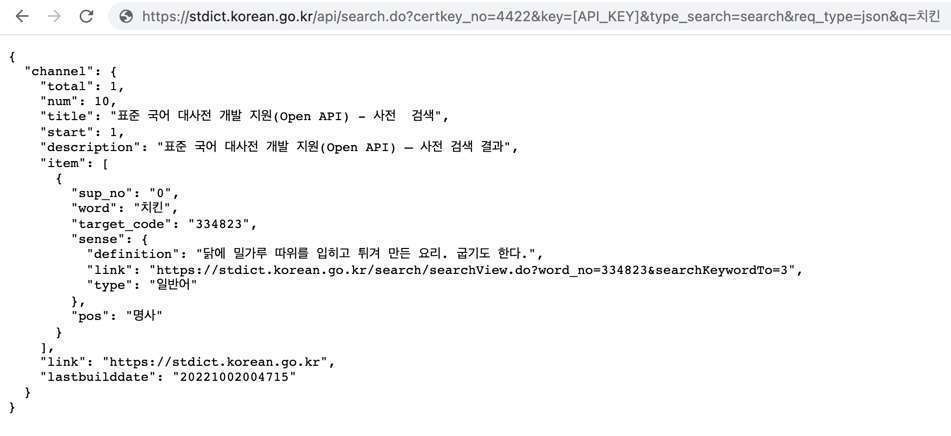 https://stdict.korean.go.kr/api/search.do?certkey_no=4422&key=[API_KEY]&type_search=search&req_type=json&q=치킨
{
"channel": {
"total": 1,
"num": 10,
"title": "표준 국어 대사전 개발 지원(Open API) - 사전  검색",
"start": 1,
"description": "표준 국어 대사전 개발 지원(Open API) – 사전 검색 결과",
"item": [
{
"sup_no": "0",
"word": "치킨",
"target_code": "334823",
"sense": {
"definition": "닭에 밀가루 따위를 입히고 튀겨 만든 요리. 굽기도 한다.",
"link": "https://stdict.korean.go.kr/search/searchView.do?word_no=334823&searchKeywordTo=3",
"type": "일반어"
},
"pos": "명사"
}
],
"link": "https://stdict.korean.go.kr",
"lastbuilddate": "20221002004715"
}
}